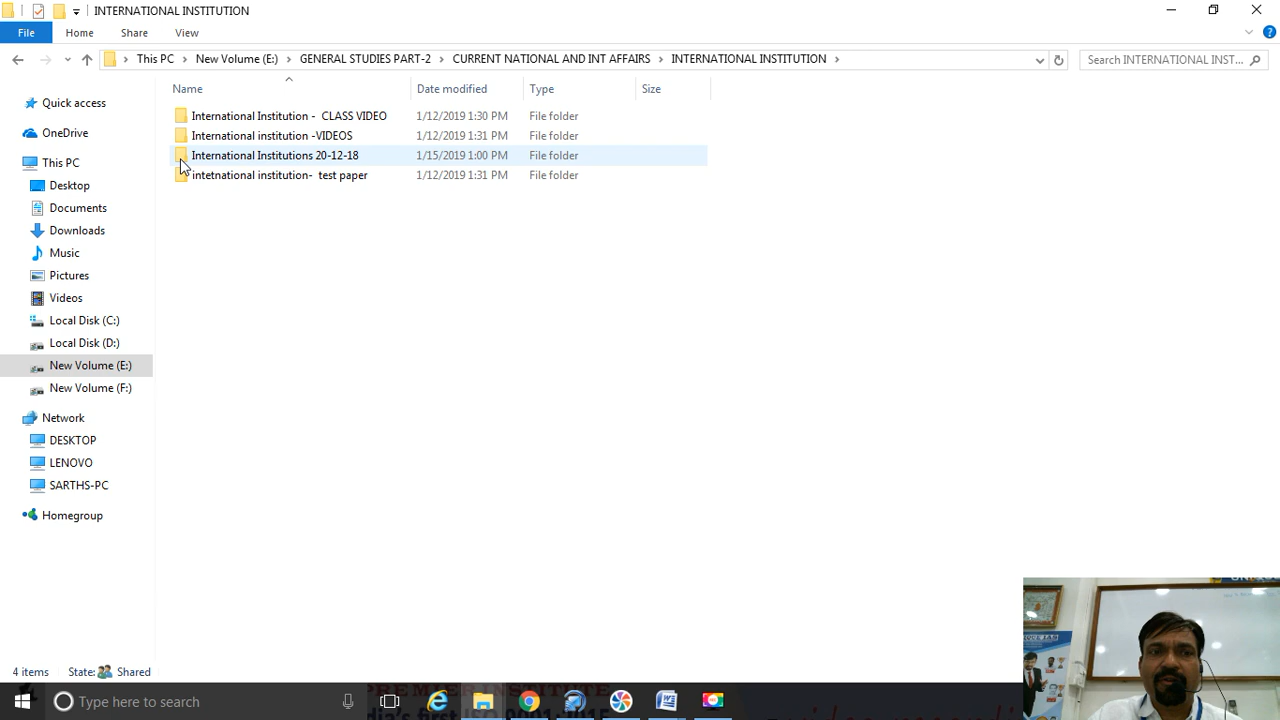 INTERNATIONAL INSTITUTION
File Home Share View
This PC New Volume (E:) GENERAL STUDIES PART-2 CURRENT NATIONAL AND INT AFFAIRS INTERNATIONAL INSTITUTION
Search INTERNATIONAL INST...
Name Date modified Type Size
International Institution - CLASS VIDEO 1/12/2019 1:30 PM File folder
International institution -VIDEOS 1/12/2019 1:31 PM File folder
International Institutions 20-12-18 1/15/2019 1:00 PM File folder
intetnational institution- test paper 1/12/2019 1:31 PM File folder
Quick access
OneDrive
This PC
Desktop
Documents
Downloads
Music
Pictures
Videos
Local Disk (C:)
Local Disk (D:)
New Volume (E:)
New Volume (F:)
Network
DESKTOP
LENOVO
SARTHS-PC
Homegroup
4 items State: Shared
Type here to search